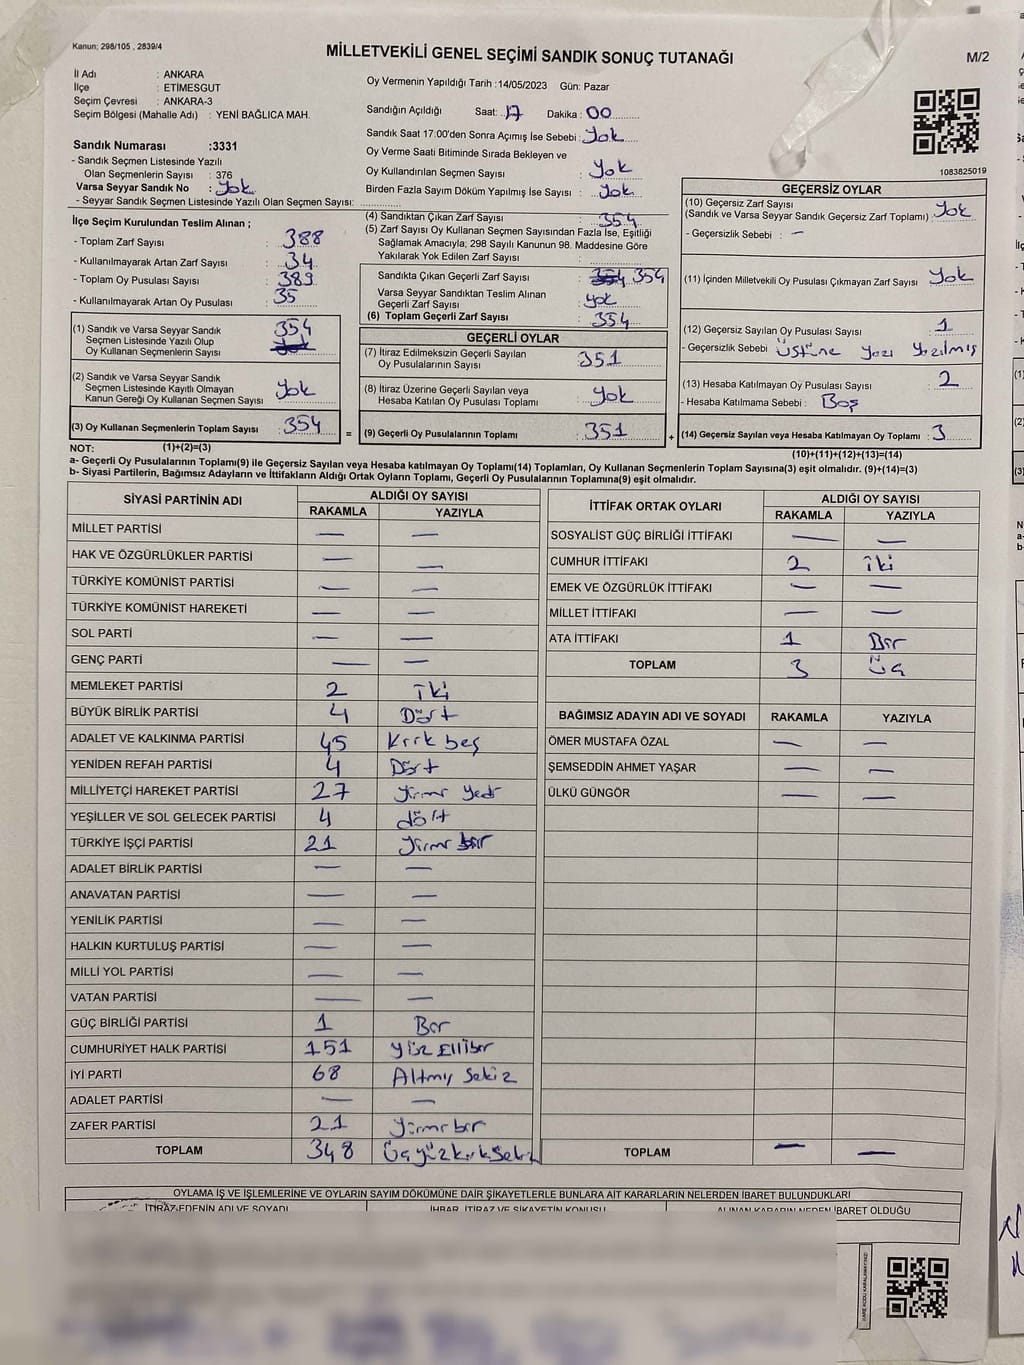 Kanun; 298/105 , 2839/4
MİLLETVEKİLİ GENEL SEÇİMİ SANDIK SONUÇ TUTANAĞI
M/2
İl Adı : ANKARA
İlçe : ETİMESGUT
Seçim Çevresi : ANKARA-3
Seçim Bölgesi (Mahalle Adı) : YENİ BAĞLICA MAH.
Sandık Numarası :3331
- Sandık Seçmen Listesinde Yazılı
Olan Seçmenlerin Sayısı : 376
Varsa Seyyar Sandık No : Yok
- Seyyar Sandık Seçmen Listesinde Yazılı Olan Seçmen Sayısı:
Oy Vermenin Yapıldığı Tarih :14/05/2023 Gün: Pazar
Sandığın Açıldığı Saat: 17 Dakika : 00
Sandık Saat 17:00'den Sonra Açımış İse Sebebi : Yok
Oy Verme Saati Bitiminde Sırada Bekleyen ve
Oy Kullandırılan Seçmen Sayısı : Yok
Birden Fazla Sayım Döküm Yapılmış İse Sayısı : Yok
1083825019
İlçe Seçim Kurulundan Teslim Alınan ;
- Toplam Zarf Sayısı : 388
- Kullanılmayarak Artan Zarf Sayısı : 34
- Toplam Oy Pusulası Sayısı : 389
- Kullanılmayarak Artan Oy Pusulası : 35
(1) Sandık ve Varsa Seyyar Sandık
Seçmen Listesinde Yazılı Olup
Oy Kullanan Seçmenlerin Sayısı : 354
(2) Sandık ve Varsa Seyyar Sandık
Seçmen Listesinde Kayıtlı Olmayan
Kanun Gereği Oy Kullanan Seçmen Sayısı : Yok
(3) Oy Kullanan Seçmenlerin Toplam Sayısı : 354
(1)+(2)=(3)
(4) Sandıktan Çıkan Zarf Sayısı : 354
(5) Zarf Sayısı Oy Kullanan Seçmen Sayısından Fazla İse, Eşitliği
Sağlamak Amacıyla; 298 Sayılı Kanunun 98. Maddesine Göre
Yakılarak Yok Edilen Zarf Sayısı :
Sandıkta Çıkan Geçerli Zarf Sayısı : 354
Varsa Seyyar Sandıktan Teslim Alınan
Geçerli Zarf Sayısı : yok
(6) Toplam Geçerli Zarf Sayısı : 354
GEÇERLİ OYLAR
(7) İtiraz Edilmeksizin Geçerli Sayılan
Oy Pusulalarının Sayısı : 351
(8) İtiraz Üzerine Geçerli Sayılan veya
Hesaba Katılan Oy Pusulası Toplamı : Yok
= (9) Geçerli Oy Pusulalarının Toplamı : 351
GEÇERSİZ OYLAR
(10) Geçersiz Zarf Sayısı
(Sandık ve Varsa Seyyar Sandık Geçersiz Zarf Toplamı) : Yok
- Geçersizlik Sebebi : -
(11) İçinden Milletvekili Oy Pusulası Çıkmayan Zarf Sayısı : Yok
(12) Geçersiz Sayılan Oy Pusulası Sayısı : 1
- Geçersizlik Sebebi : Üstüne yazı yazılmış
(13) Hesaba Katılmayan Oy Pusulası Sayısı : 2
- Hesaba Katılmama Sebebi : Boş
+ (14) Geçersiz Sayılan veya Hesaba Katılmayan Oy Toplamı : 3
(10)+(11)+(12)+(13)=(14)
NOT:
a- Geçerli Oy Pusulalarının Toplamı(9) ile Geçersiz Sayılan veya Hesaba katılmayan Oy Toplamı(14) Toplamları, Oy Kullanan Seçmenlerin Toplam Sayısına(3) eşit olmalıdır. (9)+(14)=(3)
b- Siyasi Partilerin, Bağımsız Adayların ve İttifakların Aldığı Ortak Oyların Toplamı, Geçerli Oy Pusulalarının Toplamına(9) eşit olmalıdır.
SİYASİ PARTİNİN ADI ALDIĞI OY SAYISI
RAKAMLA YAZIYLA
MİLLET PARTİSİ — —
HAK VE ÖZGÜRLÜKLER PARTİSİ — —
TÜRKİYE KOMÜNİST PARTİSİ — —
TÜRKİYE KOMÜNİST HAREKETİ — —
SOL PARTİ — —
GENÇ PARTİ — —
MEMLEKET PARTİSİ 2 İki
BÜYÜK BİRLİK PARTİSİ 4 Dört
ADALET VE KALKINMA PARTİSİ 45 Kırk beş
YENİDEN REFAH PARTİSİ 4 Dört
MİLLİYETÇİ HAREKET PARTİSİ 27 Yirmi yedi
YEŞİLLER VE SOL GELECEK PARTİSİ 4 dört
TÜRKİYE İŞÇİ PARTİSİ 21 Yirmi bir
ADALET BİRLİK PARTİSİ — —
ANAVATAN PARTİSİ — —
YENİLİK PARTİSİ — —
HALKIN KURTULUŞ PARTİSİ — —
MİLLİ YOL PARTİSİ — —
VATAN PARTİSİ — —
GÜÇ BİRLİĞİ PARTİSİ 1 Bir
CUMHURİYET HALK PARTİSİ 151 Yüz Ellibir
İYİ PARTİ 68 Altmış Sekiz
ADALET PARTİSİ — —
ZAFER PARTİSİ 21 Yirmibir
TOPLAM 348 Üçyüzkırksekiz
İTTİFAK ORTAK OYLARI ALDIĞI OY SAYISI
RAKAMLA YAZIYLA
SOSYALİST GÜÇ BİRLİĞİ İTTİFAKI — —
CUMHUR İTTİFAKI 2 İki
EMEK VE ÖZGÜRLÜK İTTİFAKI — —
MİLLET İTTİFAKI — —
ATA İTTİFAKI 1 Bir
TOPLAM 3 Üç
BAĞIMSIZ ADAYIN ADI VE SOYADI RAKAMLA YAZIYLA
ÖMER MUSTAFA ÖZAL — —
ŞEMSEDDİN AHMET YAŞAR — —
ÜLKÜ GÜNGÖR — —
TOPLAM — —
OYLAMA İŞ VE İŞLEMLERİNE VE OYLARIN SAYIM DÖKÜMÜNE DAİR ŞİKAYETLERLE BUNLARA AİT KARARLARIN NELERDEN İBARET BULUNDUKLARI
İTİRAZ EDENİN ADI VE SOYADI İHBAR, İTİRAZ VE ŞİKAYETİN KONUSU ALINAN KARARIN NEDEN İBARET OLDUĞU
KARE KODU KARALAMAYINIZ!